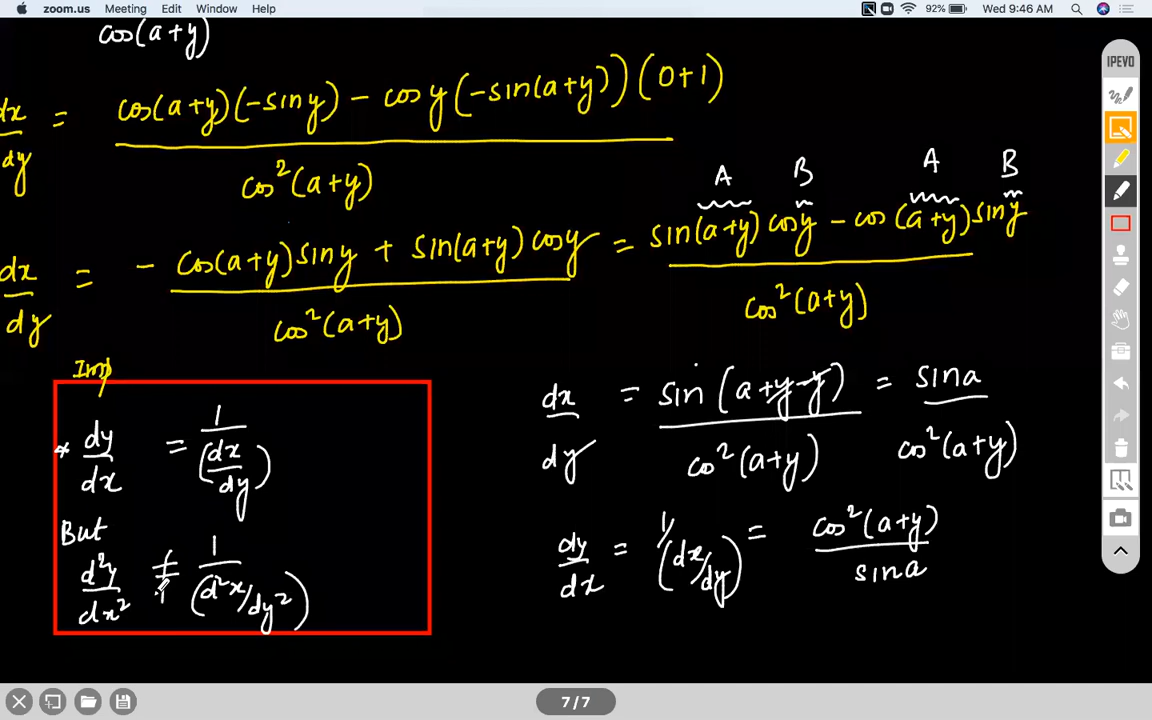 zoom.us Meeting View Edit Window Help 92% Wed 9:46 AM
cos(a+y)
IPEVO
dx/dy = (cos(a+y)(-sin y) - cos y(-sin(a+y))(0+1))/cos²(a+y)
A B A B
dx/dy = (- cos(a+y) sin y + sin(a+y) cos y)/cos²(a+y) = (sin(a+y) cos y - cos(a+y) sin y)/cos²(a+y)
Imp
dy/dx = 1/(dx/dy)
But
d²y/dx² ≠ 1/(d²x/dy²)
dx/dy = sin(a+y-y)/cos²(a+y) = sina/cos²(a+y)
dy/dx = 1/(dx/dy) = cos²(a+y)/sina
7/7